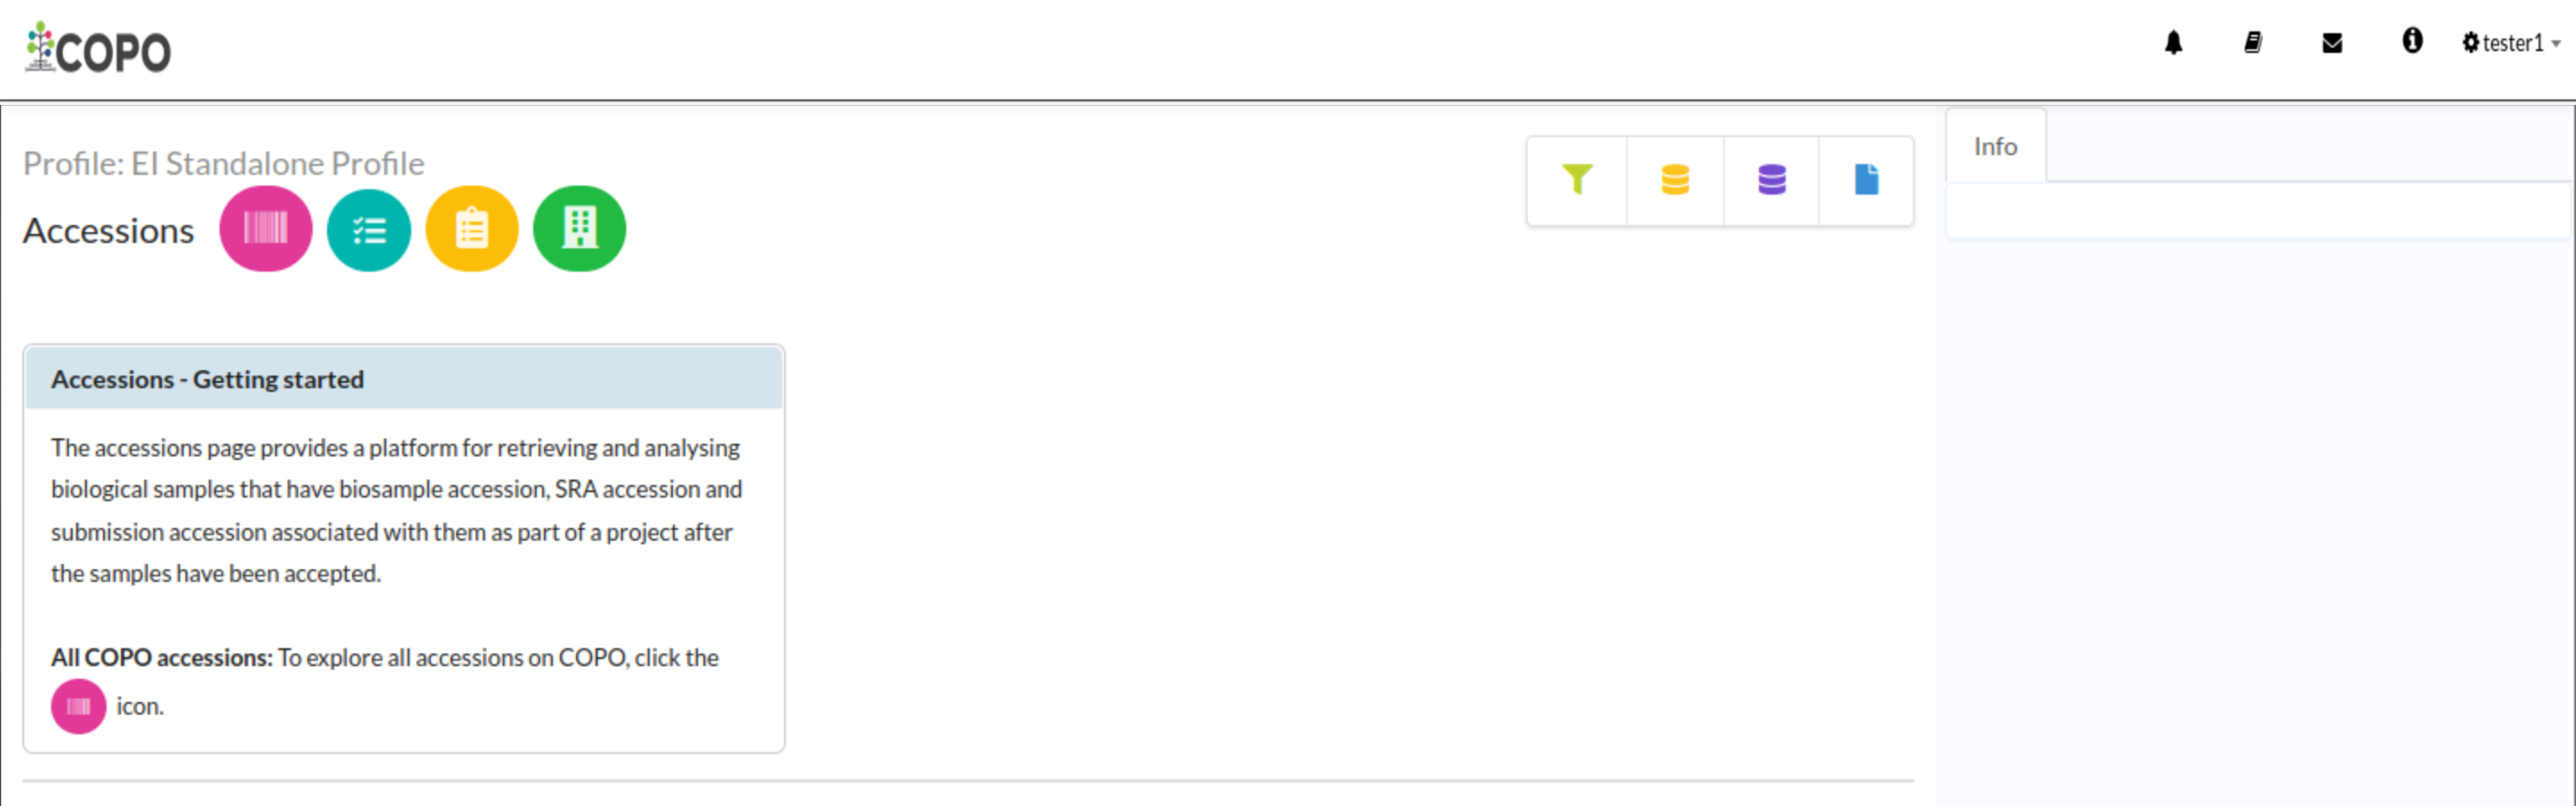 COPO
tester1
Profile: EI Standalone Profile
Info
Accessions
Accessions - Getting started
The accessions page provides a platform for retrieving and analysing
biological samples that have biosample accession, SRA accession and
submission accession associated with them as part of a project after
the samples have been accepted.
All COPO accessions: To explore all accessions on COPO, click the
icon.